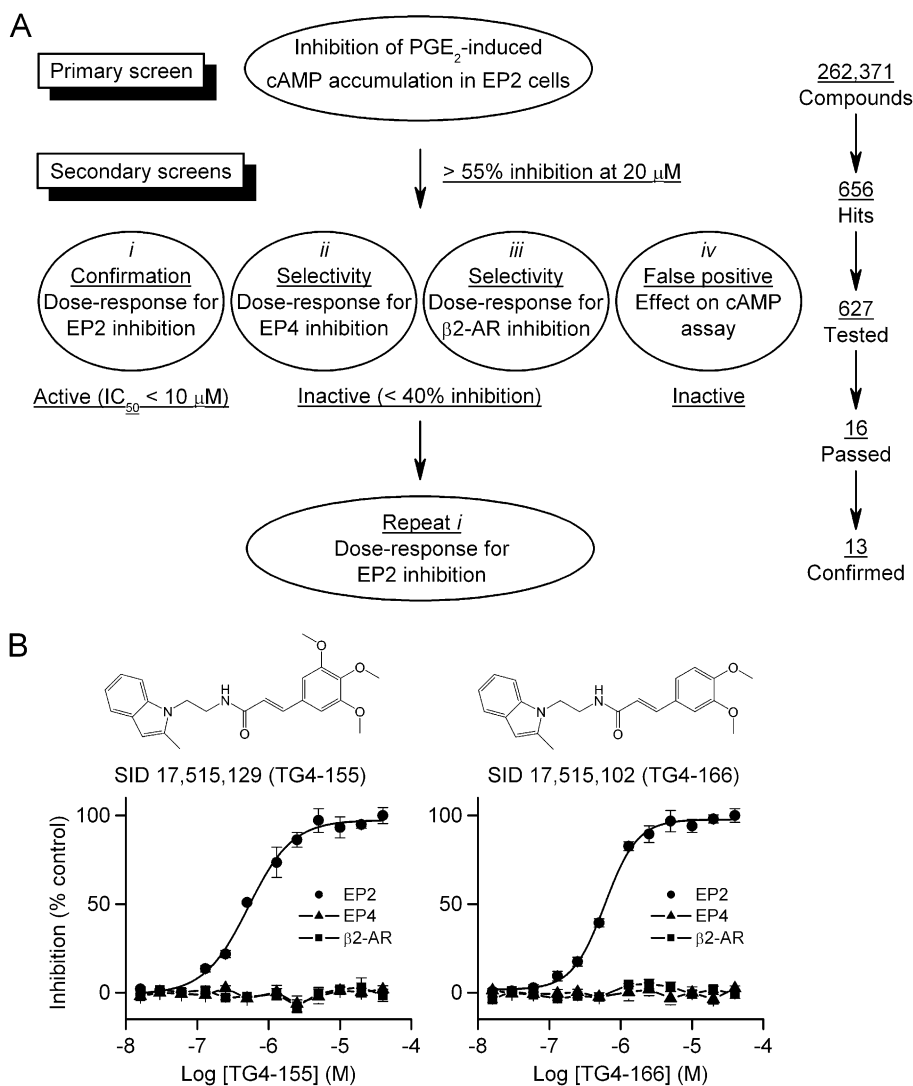 A
Primary screen
Inhibition of PGE2-induced
cAMP accumulation in EP2 cells
262,371
Compounds
Secondary screens
> 55% inhibition at 20 μM
656
Hits
i
Confirmation
Dose-response for
EP2 inhibition
ii
Selectivity
Dose-response for
EP4 inhibition
iii
Selectivity
Dose-response for
β2-AR inhibition
iv
False positive
Effect on cAMP
assay
627
Tested
Active (IC50 < 10 μM)
Inactive (< 40% inhibition)
Inactive
16
Passed
Repeat i
Dose-response for
EP2 inhibition
13
Confirmed
B
N
H
N
O
O
O
O
SID 17,515,129 (TG4-155)
N
H
N
O
O
O
SID 17,515,102 (TG4-166)
Inhibition (% control)
100
50
0
EP2
EP4
β2-AR
-8 -7 -6 -5 -4
Log [TG4-155] (M)
100
50
0
EP2
EP4
β2-AR
-8 -7 -6 -5 -4
Log [TG4-166] (M)